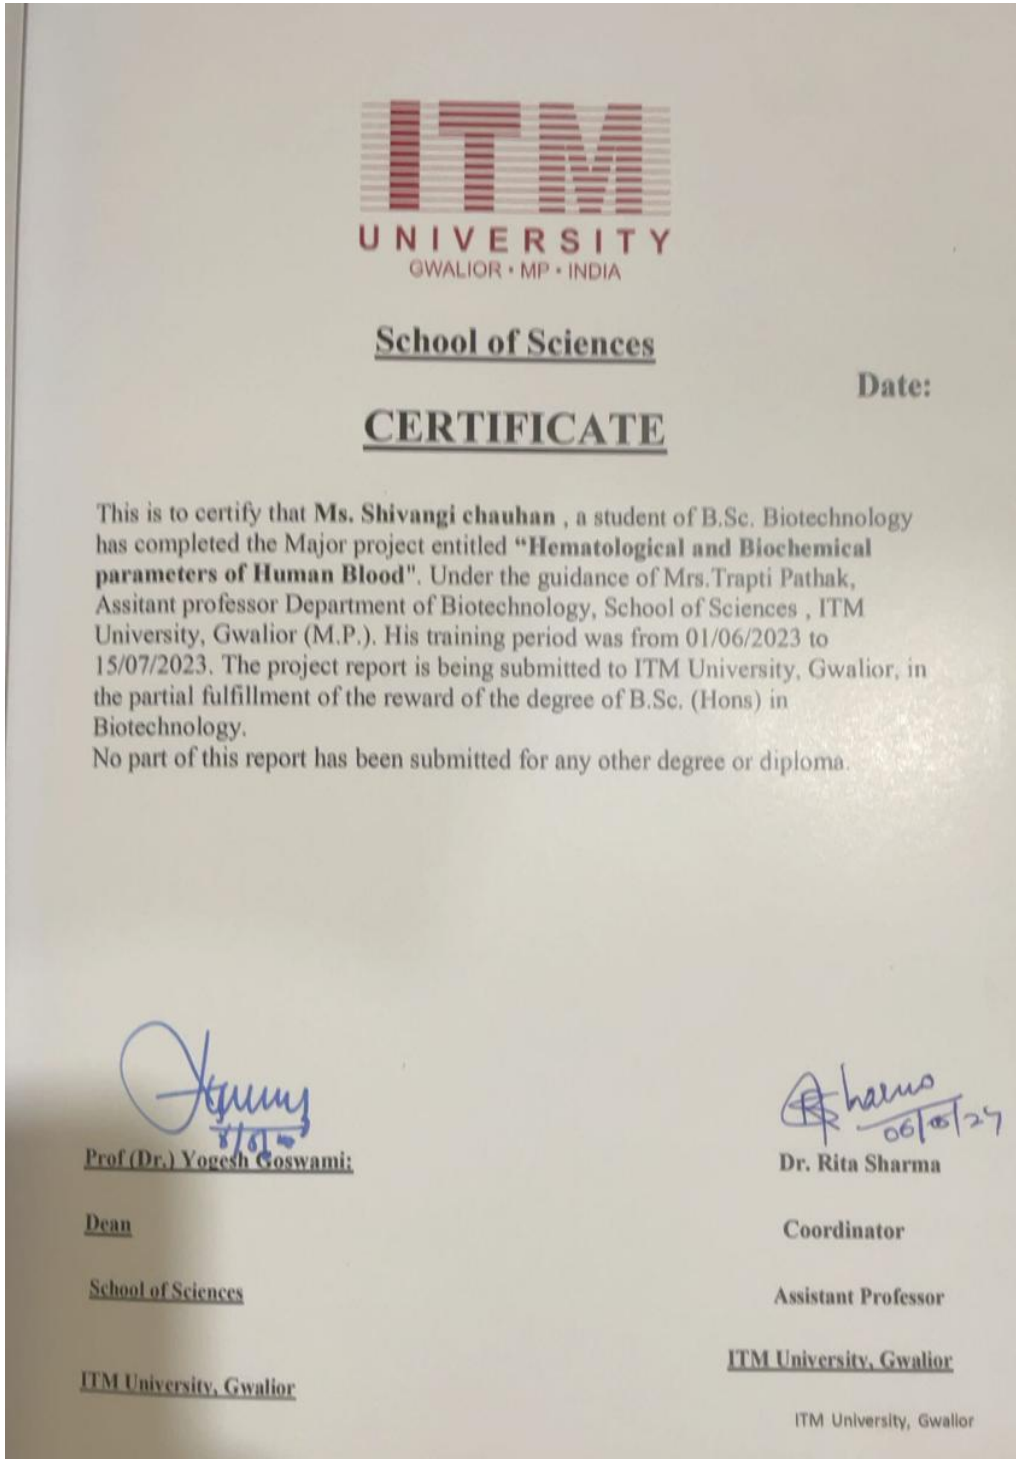 ITM
UNIVERSITY
GWALIOR • MP • INDIA
School of Sciences
Date:
CERTIFICATE
This is to certify that Ms. Shivangi chauhan , a student of B.Sc. Biotechnology
has completed the Major project entitled “Hematological and Biochemical
parameters of Human Blood". Under the guidance of Mrs.Trapti Pathak,
Assitant professor Department of Biotechnology, School of Sciences , ITM
University, Gwalior (M.P.). His training period was from 01/06/2023 to
15/07/2023. The project report is being submitted to ITM University, Gwalior, in
the partial fulfillment of the reward of the degree of B.Sc. (Hons) in
Biotechnology.
No part of this report has been submitted for any other degree or diploma.
Sharma
Prof (Dr.) Yogesh Goswami:
Dr. Rita Sharma
Dean
Coordinator
School of Sciences
Assistant Professor
ITM University, Gwalior
ITM University, Gwalior
ITM University, Gwalior